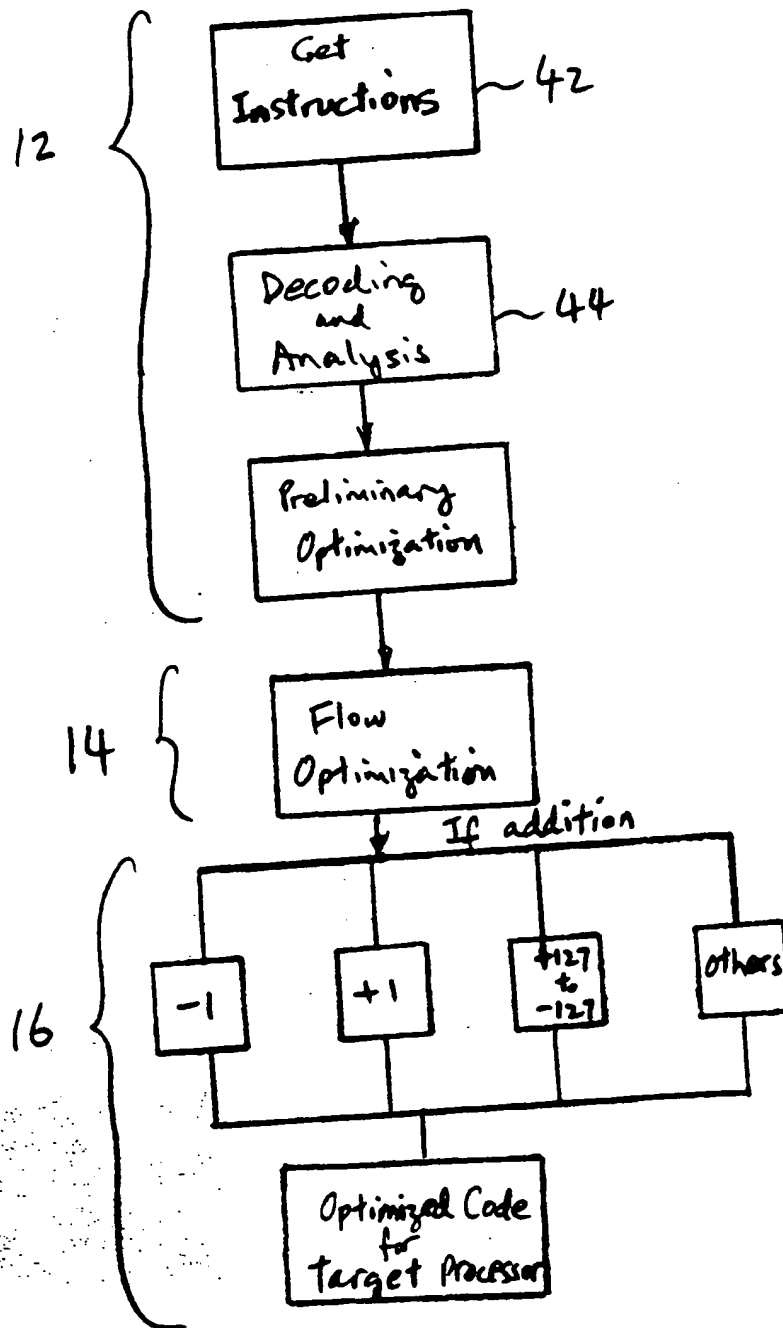 Get
Instructions
42
12
Decoding
and
Analysis
44
Preliminary
Optimization
Flow
Optimization
14
If addition
-1
+1
+127
to
-127
others
16
Optimized Code
for
Target Processor